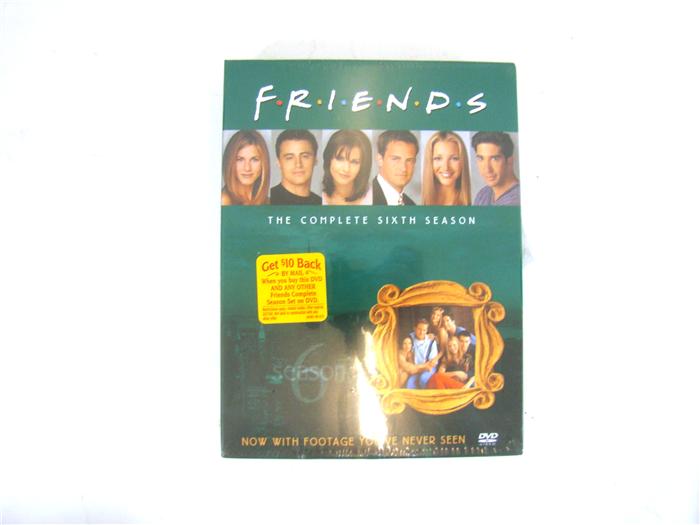 F·R·I·E·N·D·S
THE COMPLETE SIXTH SEASON
Get $10 Back
BY MAIL
When you buy this DVD
AND ANY OTHER
Friends Complete
Season Set on DVD
6
season
NOW WITH FOOTAGE YOU'VE NEVER SEEN
DVD
VIDEO